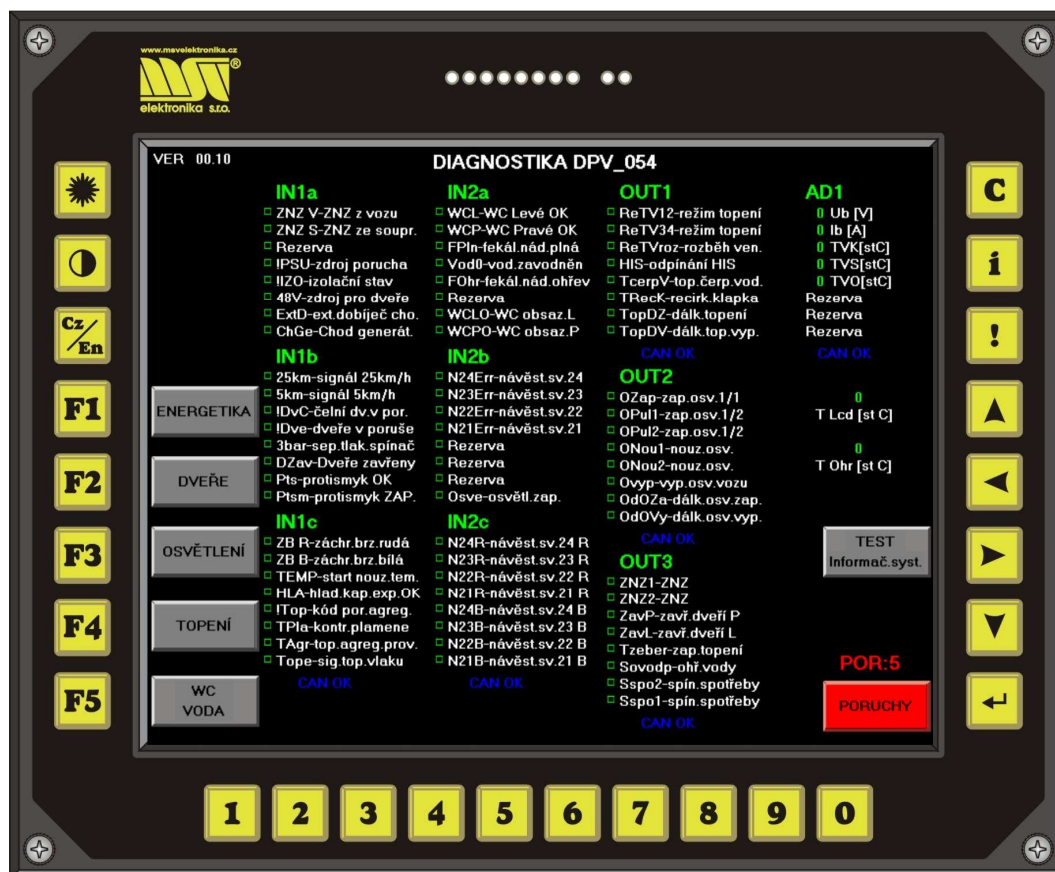 www.msvelektronika.cz
MSV®
elektronika s.r.o.
VER 00.10
DIAGNOSTIKA DPV_054
IN1a
ZNZ V-ZNZ z vozu
ZNZ S-ZNZ ze soupr.
Rezerva
!PSU-zdroj porucha
!IZO-izolační stav
48V-zdroj pro dveře
ExtD-ext.dobíječ cho.
ChGe-Chod generát.
IN1b
25km-signál 25km/h
5km-signál 5km/h
!DvC-čelní dv.v por.
!Dve-dveře v poruše
3bar-sep.tlak.spínač
DZav-Dveře zavřeny
Pts-protismyk OK
Ptsm-protismyk ZAP.
IN1c
ZB R-záchr.brz.rudá
ZB B-záchr.brz.bílá
TEMP-start nouz.tem.
HLA-hlad.kap.exp.OK
!Top-kód por.agreg.
TPla-kontr.plamene
TAgr-top.agreg.prov.
Tope-sig.top.vlaku
CAN OK
IN2a
WCL-WC Levé OK
WCP-WC Pravé OK
FPln-fekál.nád.plná
Vod0-vod.zavodněn
FOhr-fekál.nád.ohřev
Rezerva
WCLO-WC obsaz.L
WCPO-WC obsaz.P
IN2b
N24Err-návěst.sv.24
N23Err-návěst.sv.23
N22Err-návěst.sv.22
N21Err-návěst.sv.21
Rezerva
Rezerva
Rezerva
Osve-osvětl.zap.
IN2c
N24R-návěst.sv.24 R
N23R-návěst.sv.23 R
N22R-návěst.sv.22 R
N21R-návěst.sv.21 R
N24B-návěst.sv.24 B
N23B-návěst.sv.23 B
N22B-návěst.sv.22 B
N21B-návěst.sv.21 B
CAN OK
OUT1
ReTV12-režim topení
ReTV34-režim topení
ReTVroz-rozběh ven.
HIS-odpínání HIS
TcerpV-top.čerp.vod.
TRecK-recirk.klapka
TopDZ-dálk.topení
TopDV-dálk.top.vyp.
CAN OK
OUT2
OZap-zap.osv.1/1
OPul1-zap.osv.1/2
OPul2-zap.osv.1/2
ONou1-nouz.osv.
ONou2-nouz.osv.
Ovyp-vyp.osv.vozu
OdOZa-dálk.osv.zap.
OdOVy-dálk.osv.vyp.
CAN OK
OUT3
ZNZ1-ZNZ
ZNZ2-ZNZ
ZavP-zavř.dveří P
ZavL-zavř.dveří L
Tzeber-zap.topení
Sovodp-ohř.vody
Sspo2-spín.spotřeby
Sspo1-spín.spotřeby
CAN OK
AD1
0 Ub [V]
0 Ib [A]
0 TVK[stC]
0 TVS[stC]
0 TVO[stC]
Rezerva
Rezerva
Rezerva
CAN OK
0
T Lcd [st C]
0
T Ohr [st C]
ENERGETIKA
DVEŘE
OSVĚTLENÍ
TOPENÍ
WC
VODA
TEST
Informač.syst.
POR:5
PORUCHY
Cz/En
F1
F2
F3
F4
F5
C
i
!
1 2 3 4 5 6 7 8 9 0